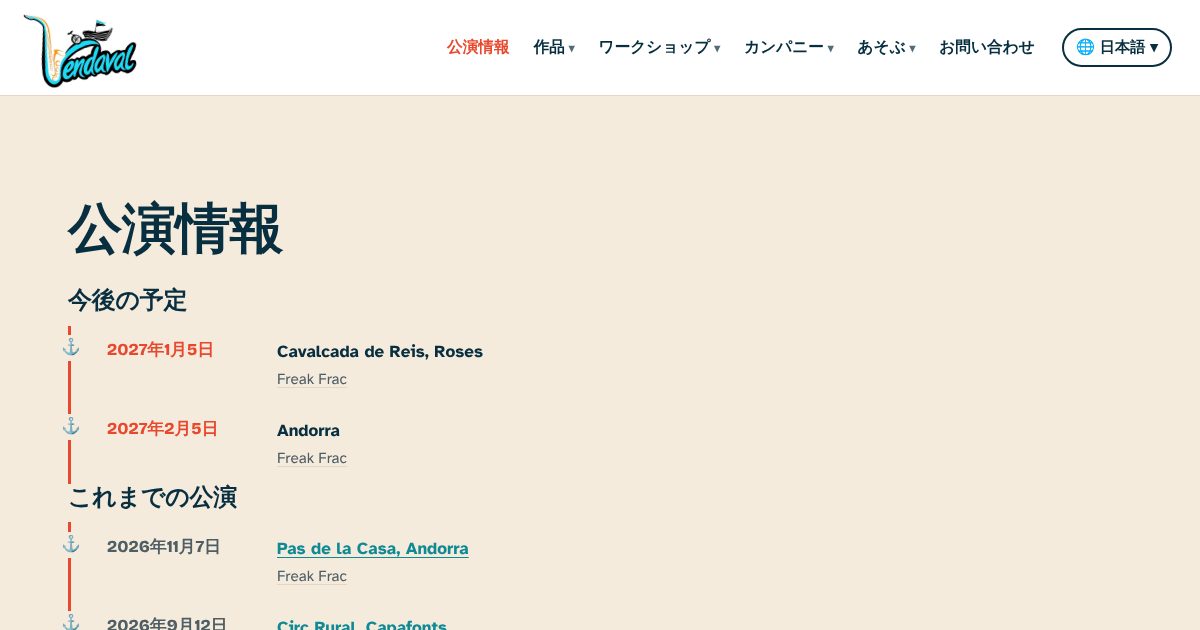 Vendaval
公演情報 作品 ▾ ワークショップ ▾ カンパニー ▾ あそぶ ▾ お問い合わせ 🌐 日本語 ▾
公演情報
今後の予定
2027年1月5日 Cavalcada de Reis, Roses
Freak Frac
2027年2月5日 Andorra
Freak Frac
これまでの公演
2026年11月7日 Pas de la Casa, Andorra
Freak Frac
2026年9月12日 Circ Rural, Capafonts